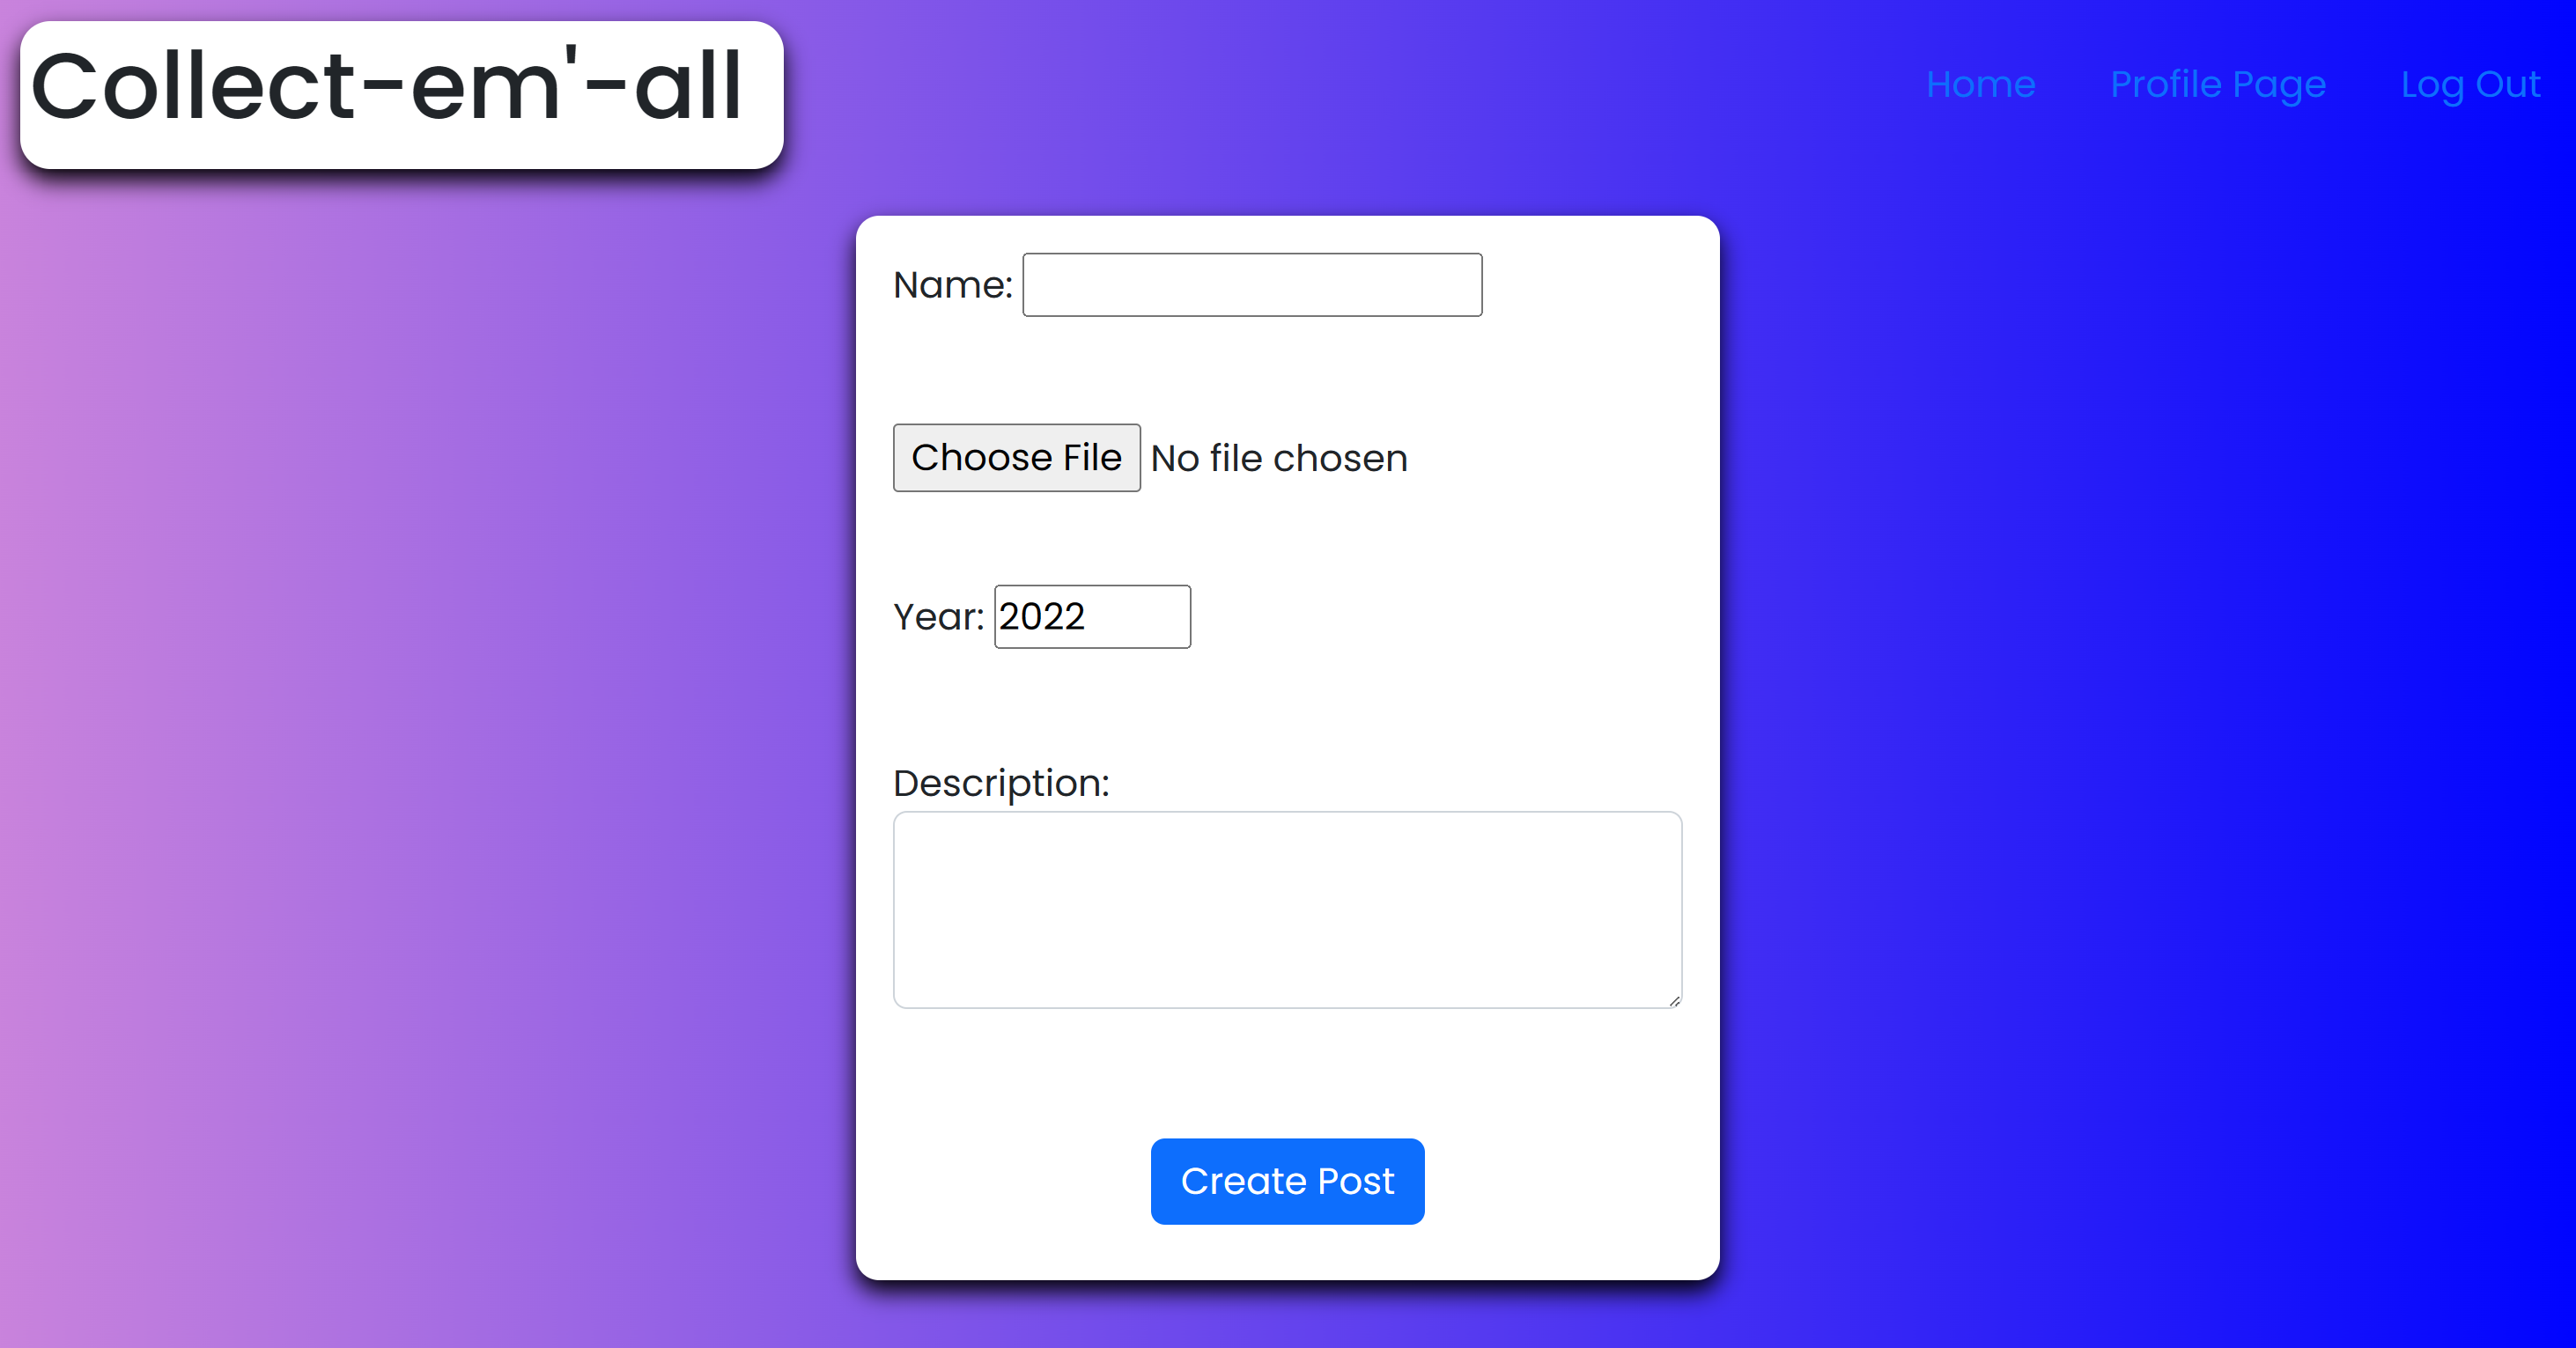 Collect-em'-all
Home Profile Page Log Out
Name:
Choose File No file chosen
Year: 2022
Description:
Create Post